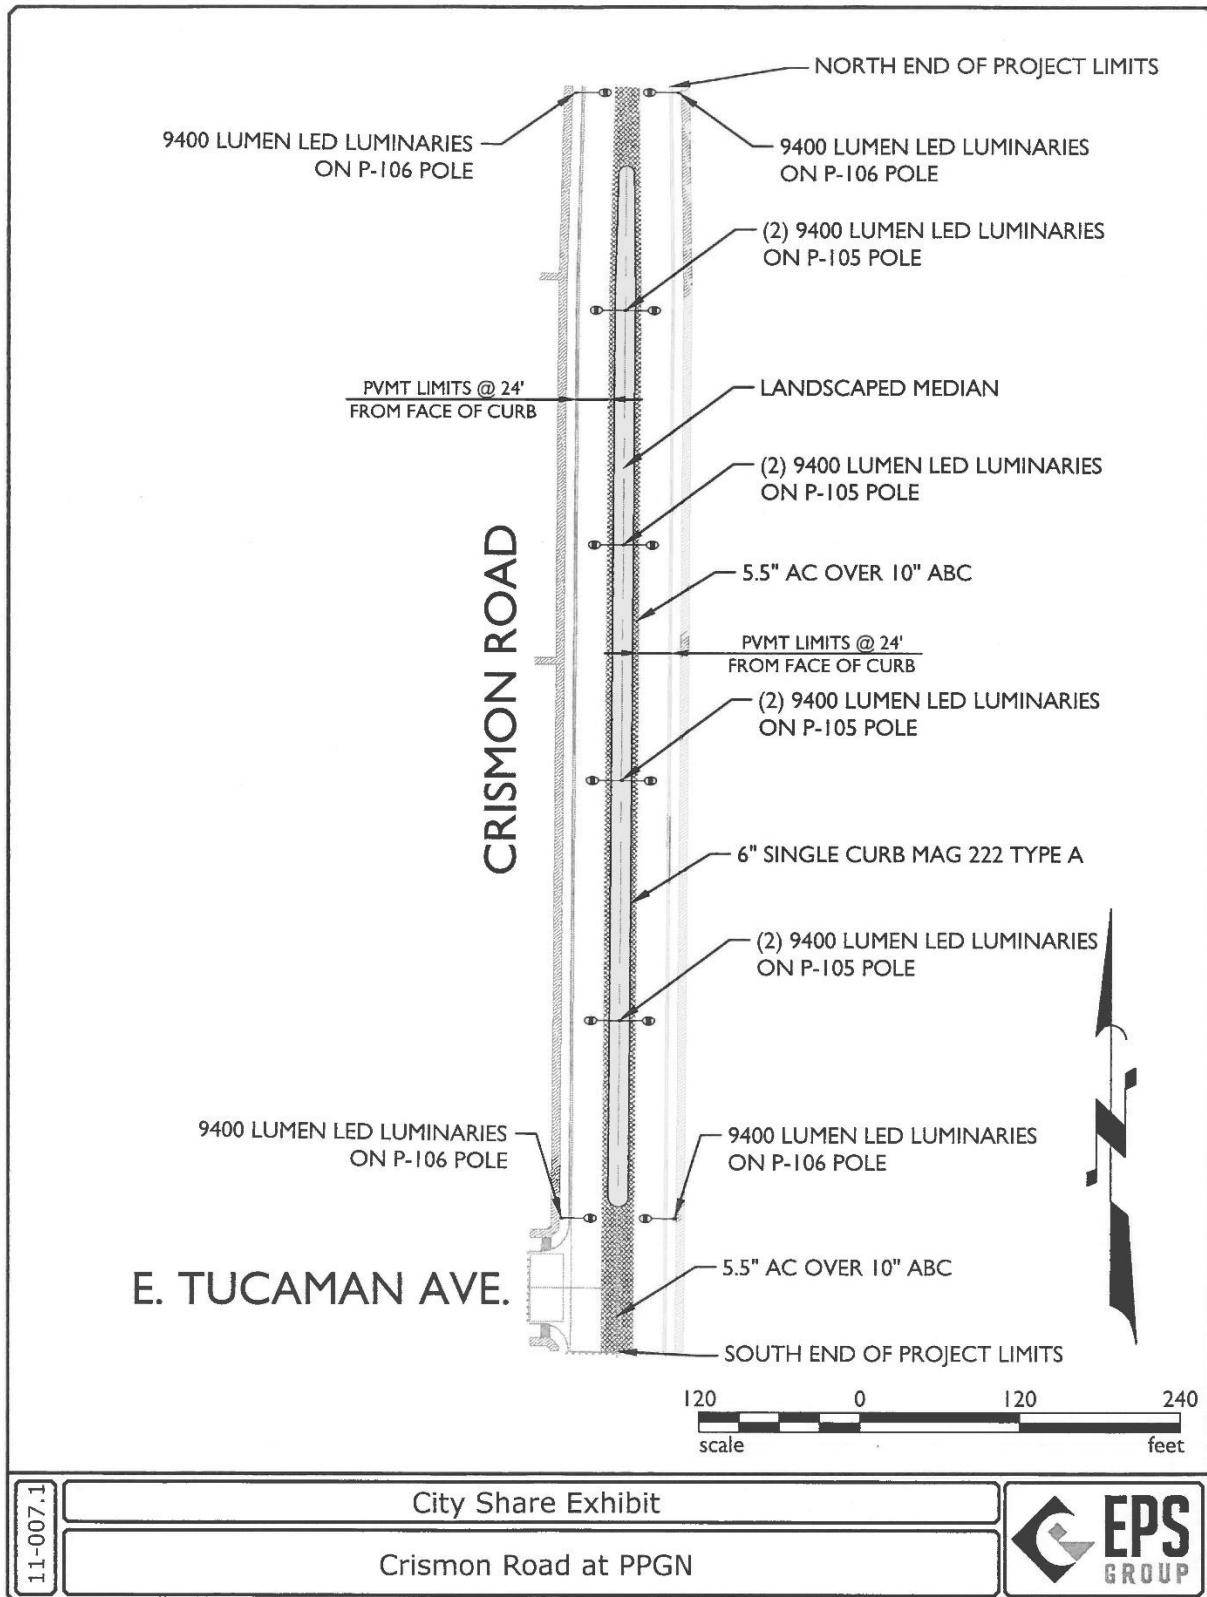 NORTH END OF PROJECT LIMITS
9400 LUMEN LED LUMINARIES
ON P-106 POLE
9400 LUMEN LED LUMINARIES
ON P-106 POLE
(2) 9400 LUMEN LED LUMINARIES
ON P-105 POLE
PVMT LIMITS @ 24'
FROM FACE OF CURB
LANDSCAPED MEDIAN
(2) 9400 LUMEN LED LUMINARIES
ON P-105 POLE
CRISMON ROAD
5.5" AC OVER 10" ABC
PVMT LIMITS @ 24'
FROM FACE OF CURB
(2) 9400 LUMEN LED LUMINARIES
ON P-105 POLE
6" SINGLE CURB MAG 222 TYPE A
(2) 9400 LUMEN LED LUMINARIES
ON P-105 POLE
9400 LUMEN LED LUMINARIES
ON P-106 POLE
9400 LUMEN LED LUMINARIES
ON P-106 POLE
E. TUCAMAN AVE.
5.5" AC OVER 10" ABC
SOUTH END OF PROJECT LIMITS
N
120 0 120 240
scale feet
11-007.1
City Share Exhibit
Crismon Road at PPGN
EPS
GROUP